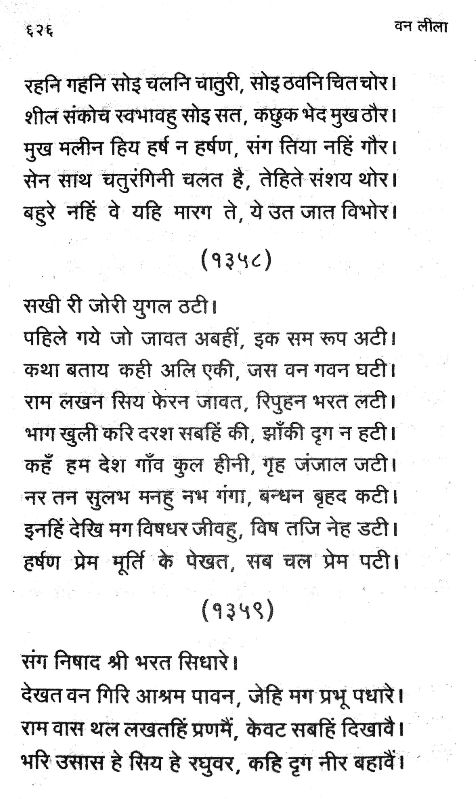 ६२६ वन लीला
रहनि गहनि सोइ चलनि चातुरी, सोइ ठवनि चित चोर।
शील संकोच स्वभावहु सोइ सत, कछुक भेद मुख ठौर।
मुख मलीन हिय हर्ष न हर्षण, संग तिया नहिं गौर।
सेन साथ चतुरंगिनी चलत है, तेहिते संशय थोर।
बहुरे नहिं वे यहि मारग ते, ये उत जात विभोर।
(१३५८)
सखी री जोरी युगल ठटी।
पहिले गये जो जावत अबहीं, इक सम रूप अटी।
कथा बताय कही अलि एकी, जस वन गवन घटी।
राम लखन सिय फेरन जावत, रिपुहन भरत लटी।
भाग खुली करि दरश सबहिं की, झाँकी दृग न हटी।
कहँ हम देश गाँव कुल हीनी, गृह जंजाल जटी।
नर तन सुलभ मनहु नभ गंगा, बन्धन बृहद कटी।
इनहिं देखि मग विषधर जीवहु, विष तजि नेह डटी।
हर्षण प्रेम मूर्ति के पेखत, सब चल प्रेम पटी।
(१३५९)
संग निषाद श्री भरत सिधारे।
देखत वन गिरि आश्रम पावन, जेहि मग प्रभू पधारे।
राम वास थल लखतहिं प्रणमैं, केवट सबहिं दिखावै।
भरि उसास हे सिय हे रघुवर, कहि दृग नीर बहावैं।